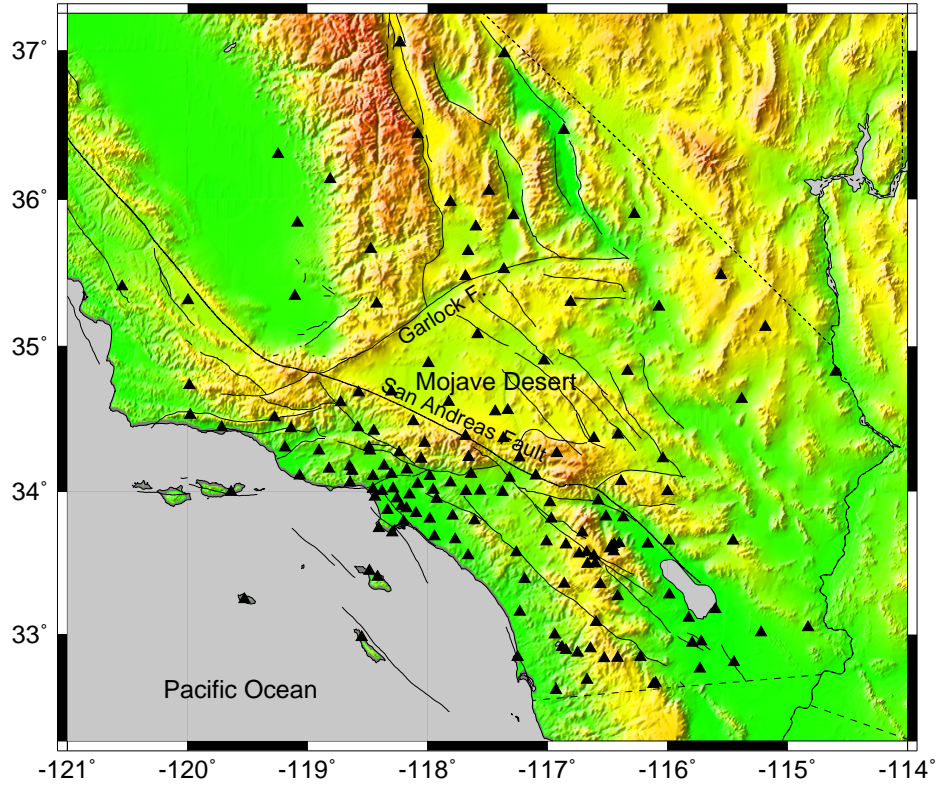 37°
36°
35°
34°
33°
Garlock F.
Mojave Desert
San Andreas Fault
Pacific Ocean
-121° -120° -119° -118° -117° -116° -115° -114°